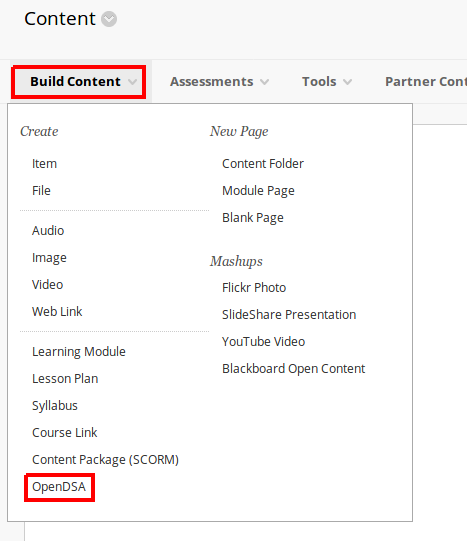 Content
Build Content
Assessments
Tools
Partner Cont
Create
Item
File
Audio
Image
Video
Web Link
Learning Module
Lesson Plan
Syllabus
Course Link
Content Package (SCORM)
OpenDSA
New Page
Content Folder
Module Page
Blank Page
Mashups
Flickr Photo
SlideShare Presentation
YouTube Video
Blackboard Open Content